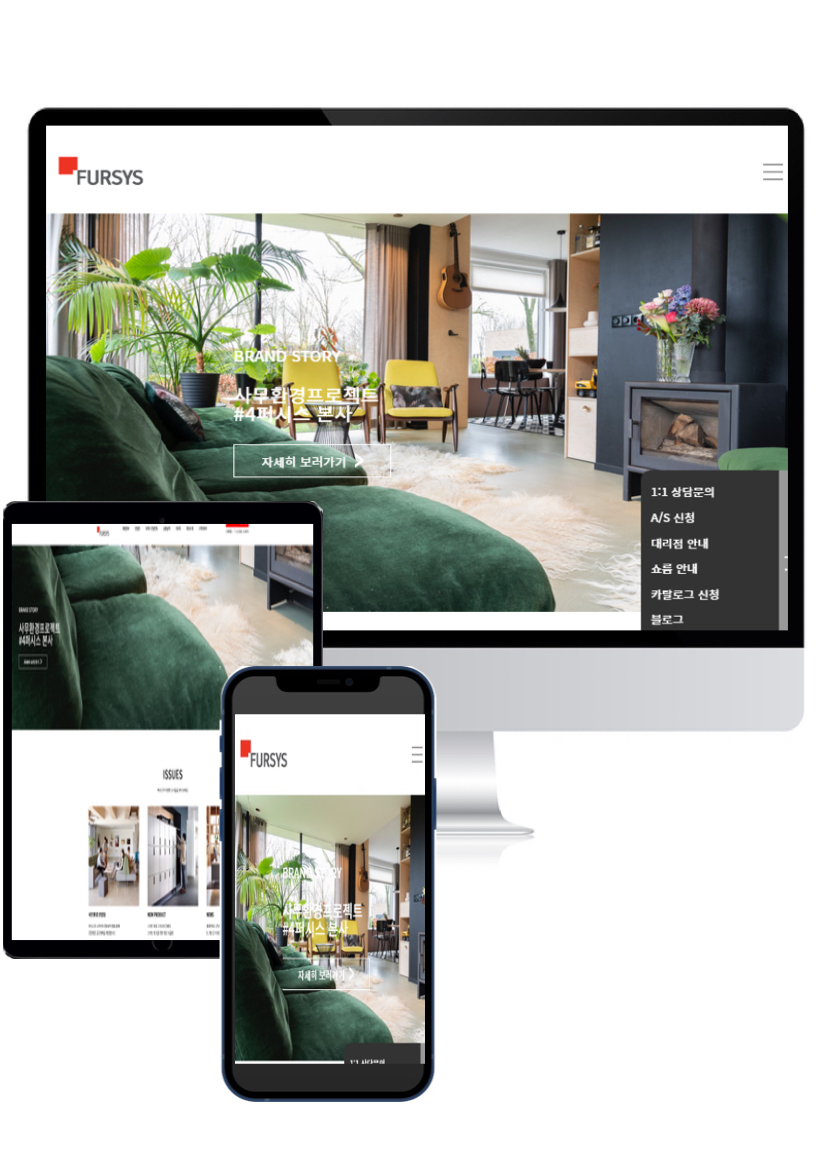 FURSYS
BRAND STORY
사무환경프로젝트
#4퍼시스 본사
자세히 보러가기
1:1 상담문의
A/S 신청
대리점 안내
쇼룸 안내
카탈로그 신청
블로그
FURSYS
BRAND STORY
사무환경프로젝트
#4퍼시스 본사
ISSUES
NEW PRODUCT
NEWS
FURSYS
BRAND STORY
사무환경프로젝트
#4퍼시스 본사
자세히 보러가기
1:1 상담문의